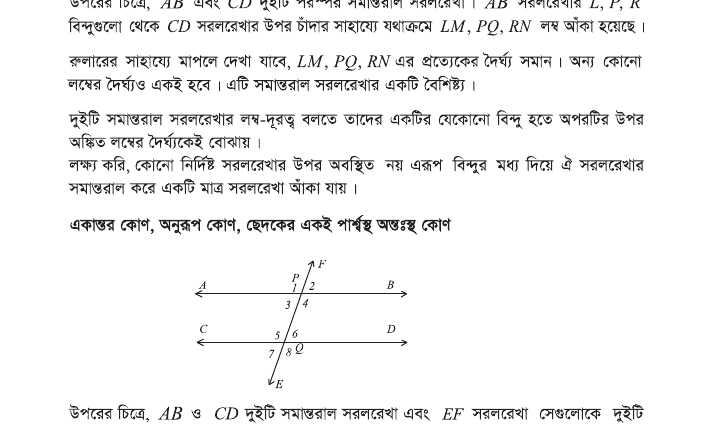 উপরের চিত্রে, AB এবং CD দুইটি পরস্পর সমান্তরাল সরলরেখা। AB সরলরেখার L, P, R
বিন্দুগুলো থেকে CD সরলরেখার উপর চাঁদার সাহায্যে যথাক্রমে LM, PQ, RN লম্ব আঁকা হয়েছে।
রুলারের সাহায্যে মাপলে দেখা যাবে, LM, PQ, RN এর প্রত্যেকের দৈর্ঘ্য সমান। অন্য কোনো
লম্বের দৈর্ঘ্যও একই হবে। এটি সমান্তরাল সরলরেখার একটি বৈশিষ্ট্য।
দুইটি সমান্তরাল সরলরেখার লম্ব-দূরত্ব বলতে তাদের একটির যেকোনো বিন্দু হতে অপরটির উপর
অঙ্কিত লম্বের দৈর্ঘ্যকেই বোঝায়।
লক্ষ্য করি, কোনো নির্দিষ্ট সরলরেখার উপর অবস্থিত নয় এরূপ বিন্দুর মধ্য দিয়ে ঐ সরলরেখার
সমান্তরাল করে একটি মাত্র সরলরেখা আঁকা যায়।
একান্তর কোণ, অনুরূপ কোণ, ছেদকের একই পার্শ্বস্থ অন্তঃস্থ কোণ
F
P
A 1 2 B
3 4
C 5 6 D
7 8 Q
E
উপরের চিত্রে, AB ও CD দুইটি সমান্তরাল সরলরেখা এবং EF সরলরেখা সেগুলোকে দুইটি